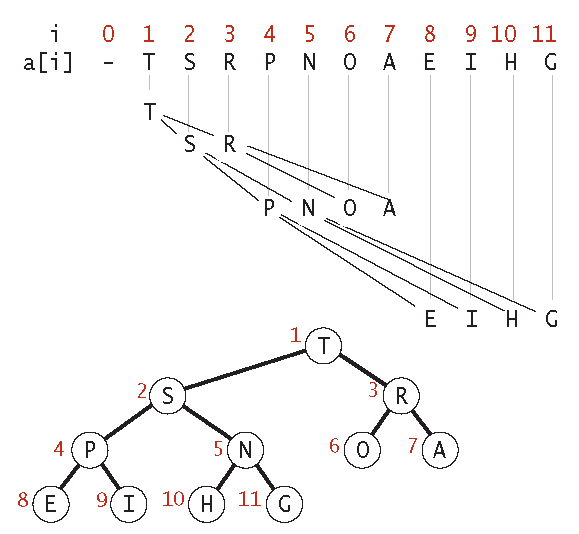 i 0 1 2 3 4 5 6 7 8 9 10 11
a[i] – T S R P N O A E I H G
T
S R
P N O A
E I H G
1 T
2 S 3 R
4 P 5 N 6 O 7 A
8 E 9 I 10 H 11 G